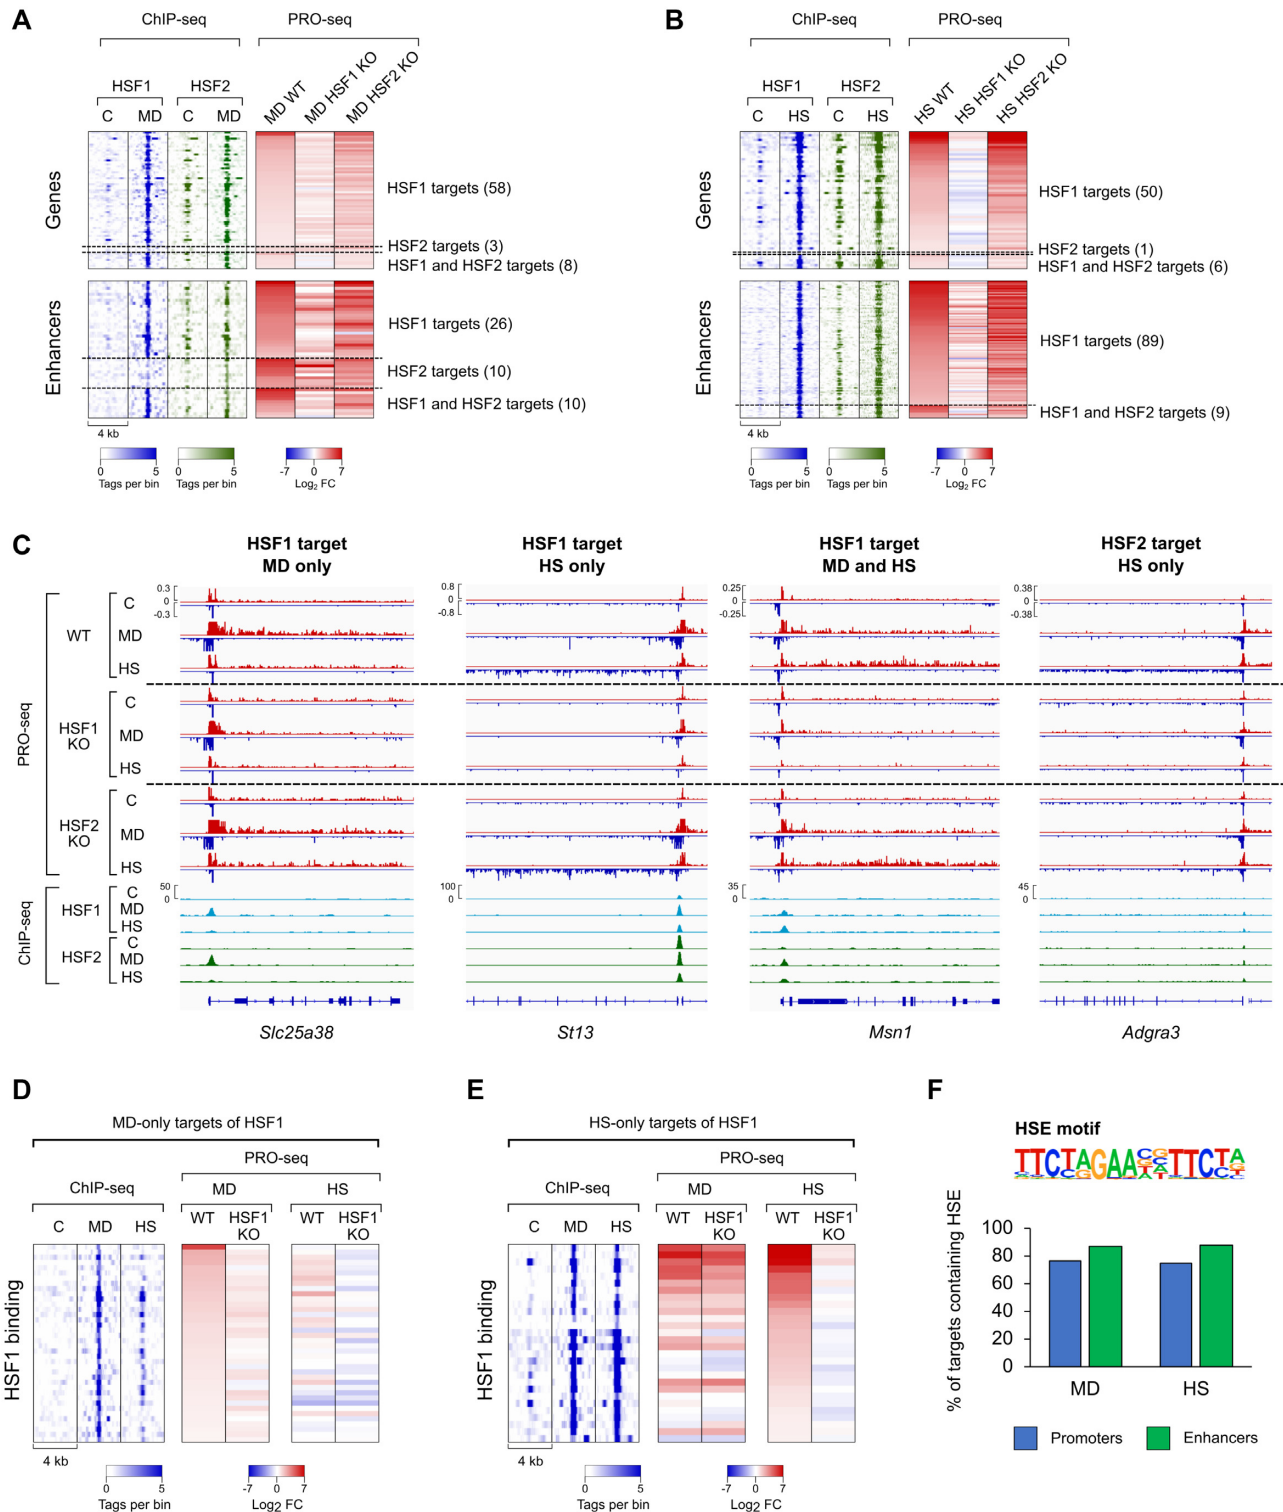 A
ChIP-seq
PRO-seq
HSF1
HSF2
C
MD
C
MD
MD WT
MD HSF1 KO
MD HSF2 KO
Genes
HSF1 targets (58)
HSF2 targets (3)
HSF1 and HSF2 targets (8)
Enhancers
HSF1 targets (26)
HSF2 targets (10)
HSF1 and HSF2 targets (10)
4 kb
0
5
Tags per bin
0
5
Tags per bin
-7
0
7
Log2 FC
B
ChIP-seq
PRO-seq
HSF1
HSF2
C
HS
C
HS
HS WT
HS HSF1 KO
HS HSF2 KO
Genes
HSF1 targets (50)
HSF2 targets (1)
HSF1 and HSF2 targets (6)
Enhancers
HSF1 targets (89)
HSF1 and HSF2 targets (9)
4 kb
0
5
Tags per bin
0
5
Tags per bin
-7
0
7
Log2 FC
C
HSF1 target
MD only
HSF1 target
HS only
HSF1 target
MD and HS
HSF2 target
HS only
0.3
0
-0.3
0.8
0
-0.8
0.25
0
-0.25
0.38
0
-0.38
PRO-seq
WT
C
MD
HS
HSF1
KO
C
MD
HS
HSF2
KO
C
MD
HS
ChIP-seq
50
0
100
0
35
0
45
0
HSF1
C
MD
HS
HSF2
C
MD
HS
Slc25a38
St13
Msn1
Adgra3
D
MD-only targets of HSF1
PRO-seq
ChIP-seq
MD
HS
C
MD
HS
WT
HSF1
KO
WT
HSF1
KO
HSF1 binding
4 kb
0
5
Tags per bin
-7
0
7
Log2 FC
E
HS-only targets of HSF1
PRO-seq
ChIP-seq
MD
HS
C
MD
HS
WT
HSF1
KO
WT
HSF1
KO
HSF1 binding
4 kb
0
5
Tags per bin
-7
0
7
Log2 FC
F
HSE motif
% of targets containing HSE
100
80
60
40
20
0
MD
HS
Promoters
Enhancers